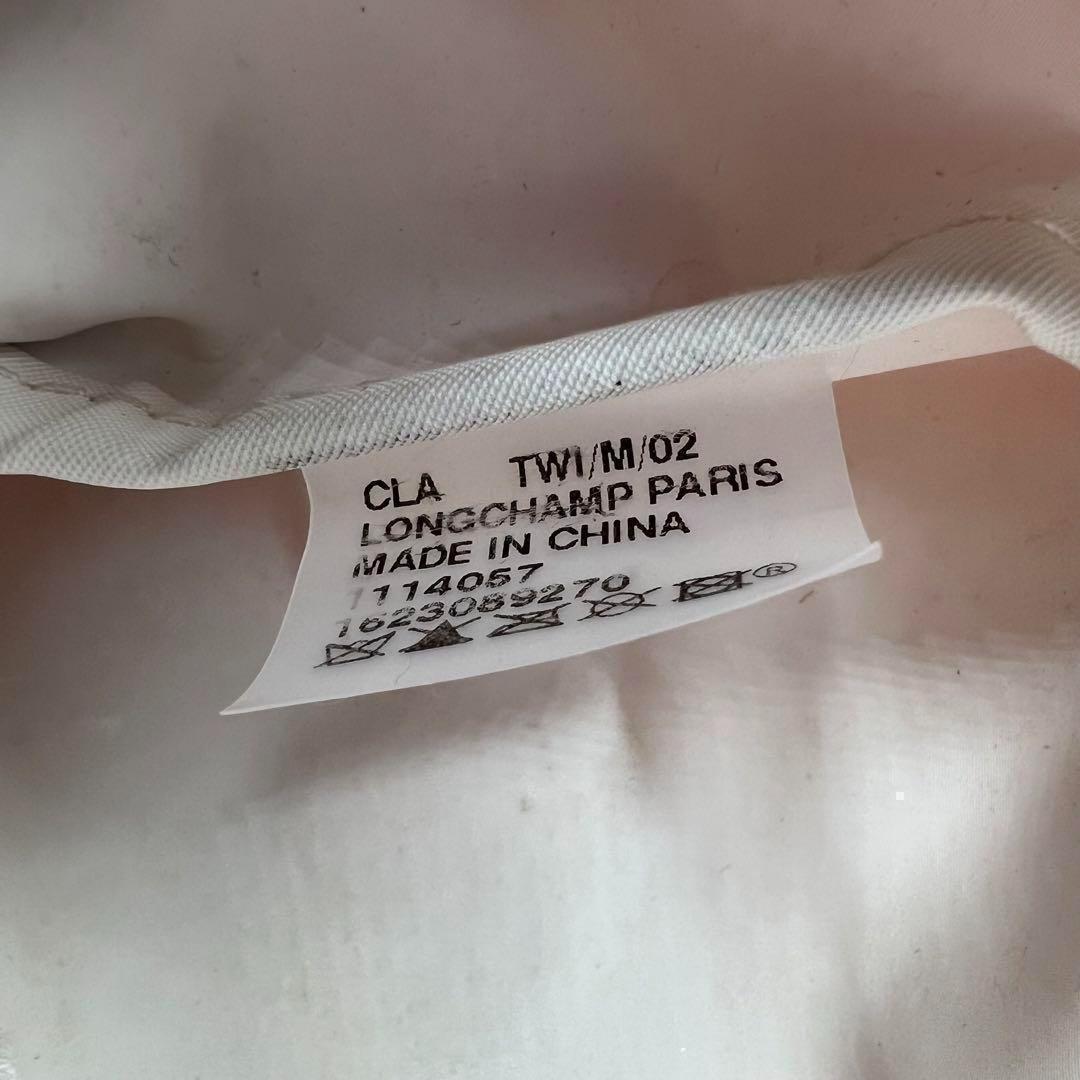 CLA TWI/M/02
LONGCHAMP PARIS
MADE IN CHINA
1114057
1623089270
®